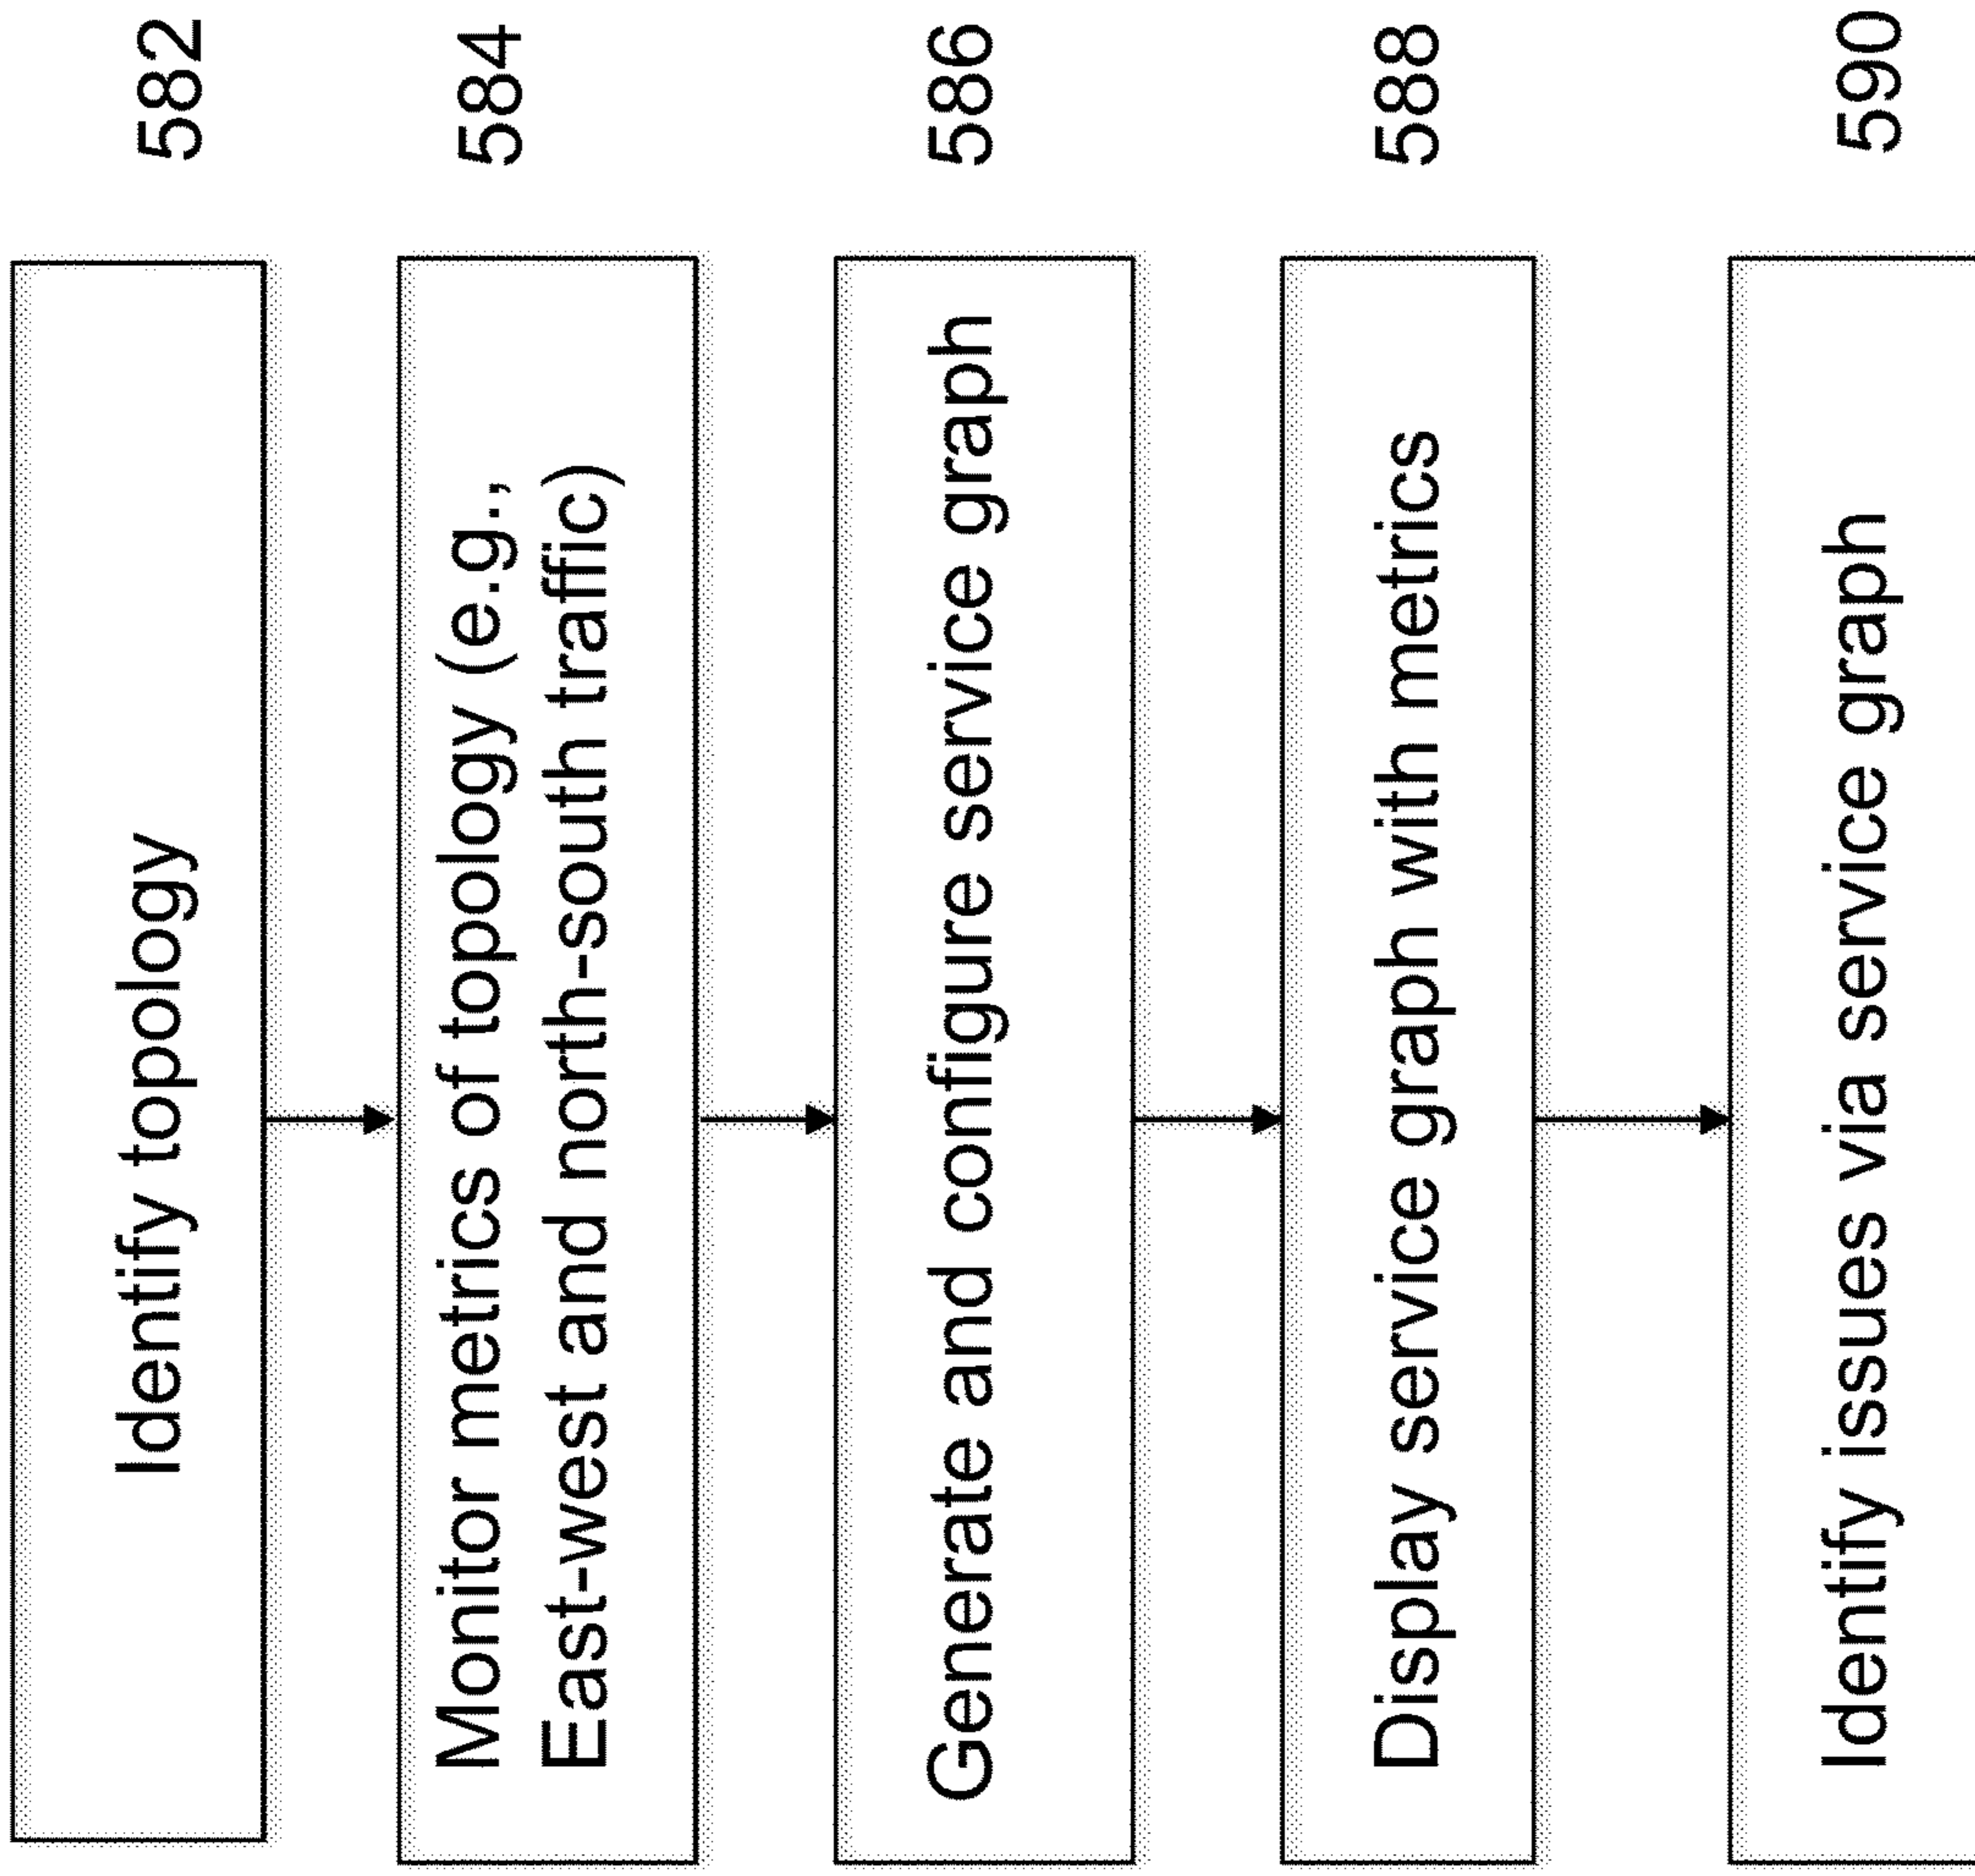 Identify topology
582
Monitor metrics of topology (e.g.,
East-west and north-south traffic)
584
Generate and configure service graph
586
Display service graph with metrics
588
Identify issues via service graph
590